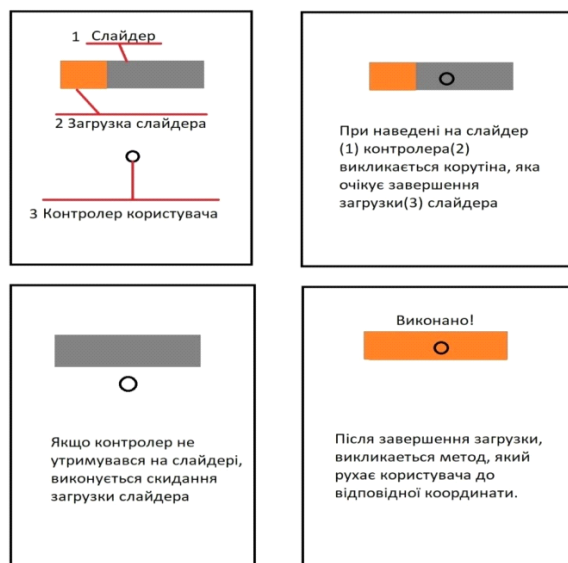 1 Слайдер
2 Загрузка слайдера
3 Контролер користувача
При наведені на слайдер
(1) контролера(2)
викликається корутіна, яка
очікує завершення
загрузки(3) слайдера
Якщо контролер не
утримувався на слайдері,
виконується скидання
загрузки слайдера
Виконано!
Після завершення загрузки,
викликаеться метод, який
рухає користувача до
відповідної координати.